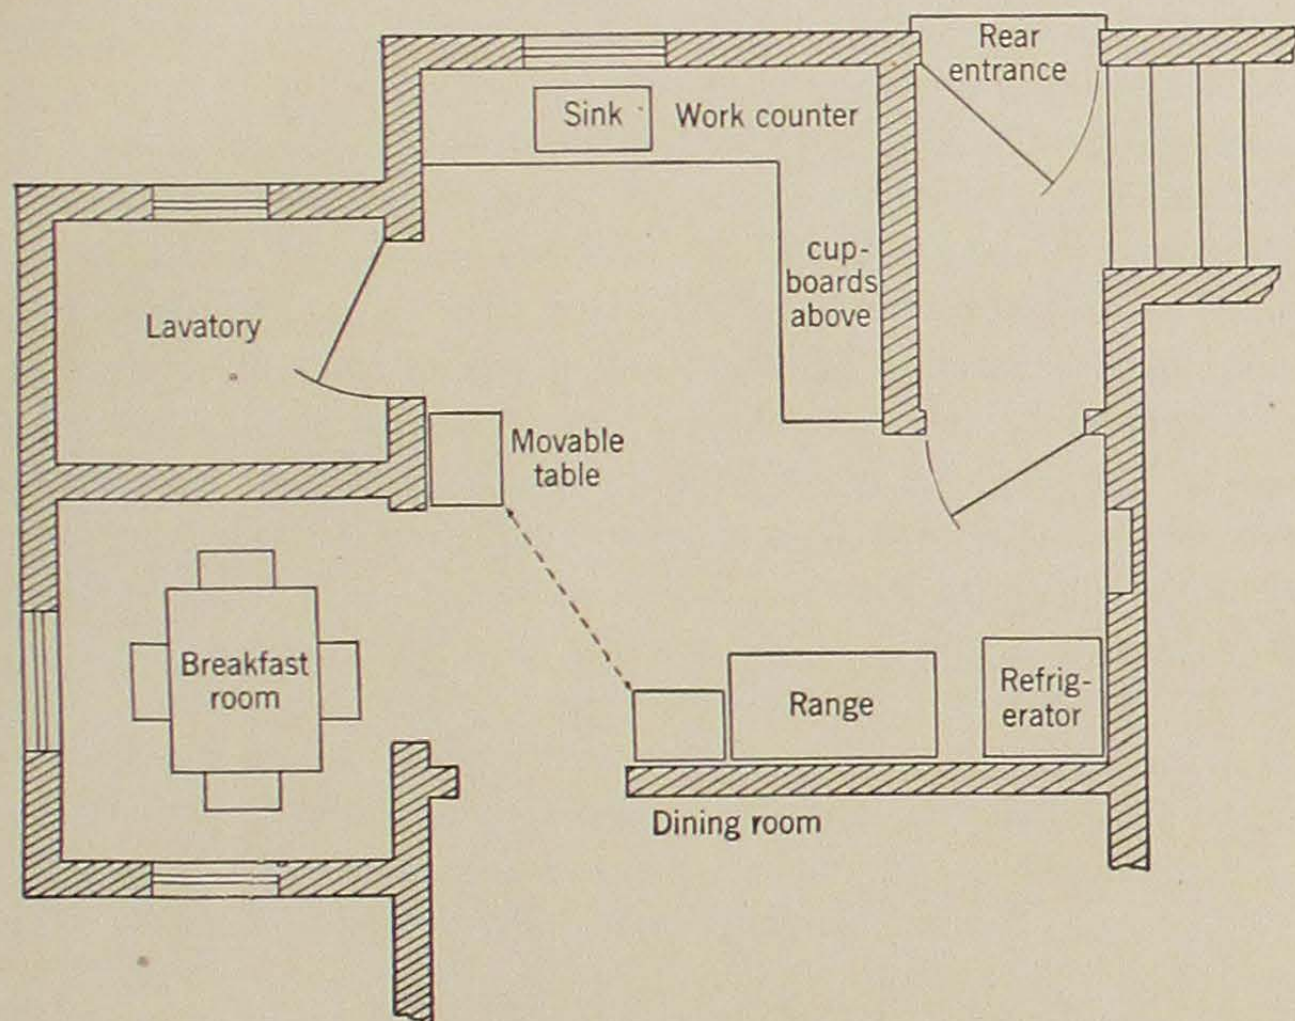 Rear
entrance
Sink
Work counter
cup-
boards
above
Lavatory
Movable
table
Breakfast
room
Range
Refrig-
erator
Dining room